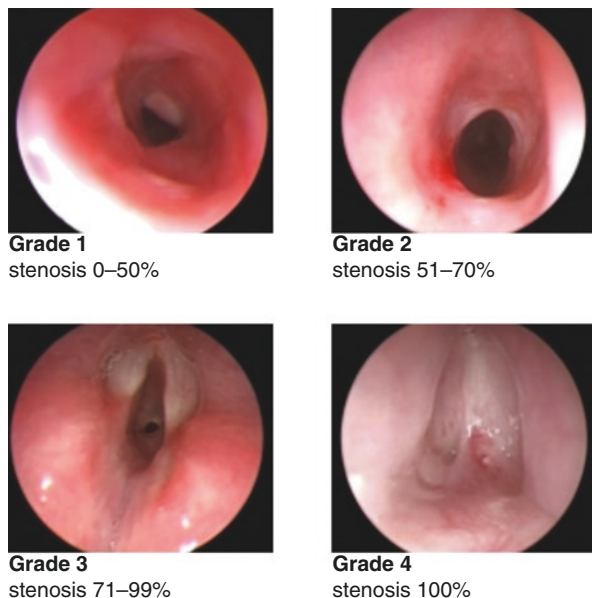 Grade 1
stenosis 0–50%
Grade 2
stenosis 51–70%
Grade 3
stenosis 71–99%
Grade 4
stenosis 100%